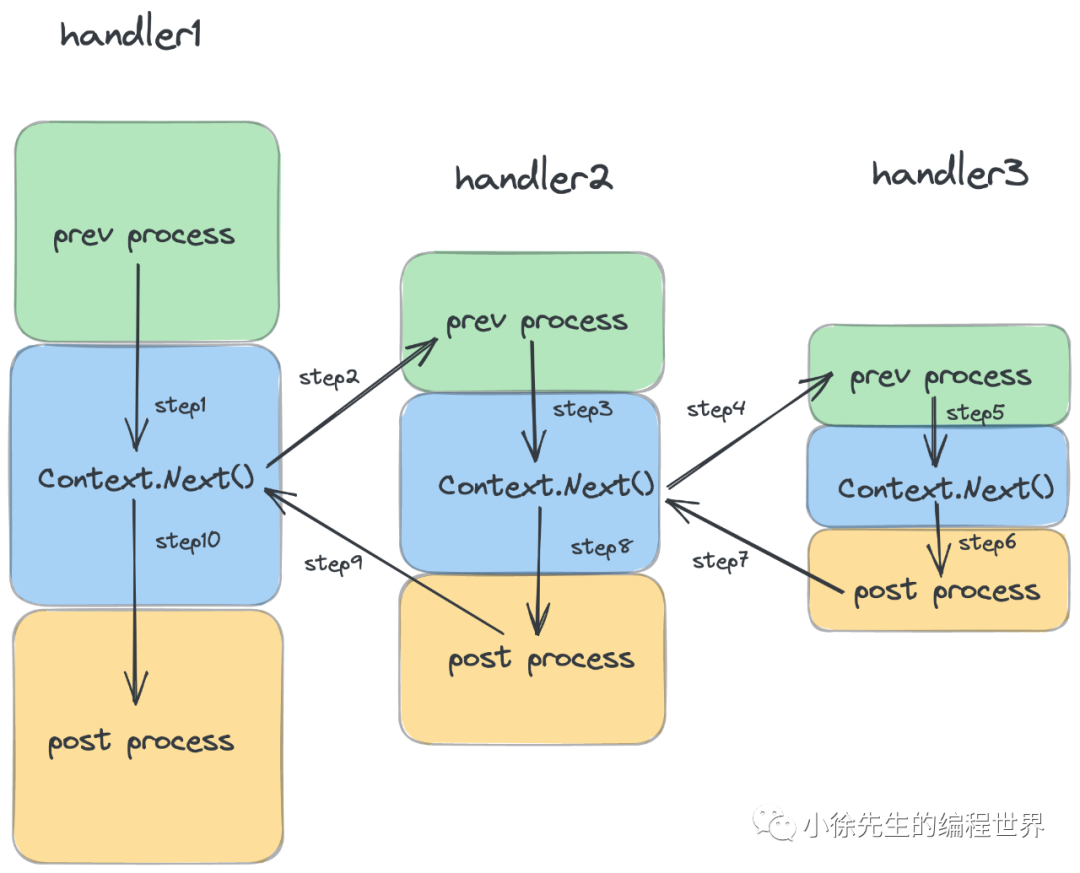 handler1
prev process
step1
Context.Next()
step10
post process
step2
step9
handler2
prev process
step3
Context.Next()
step8
post process
step4
step7
handler3
prev process
step5
Context.Next()
step6
post process
小徐先生的编程世界